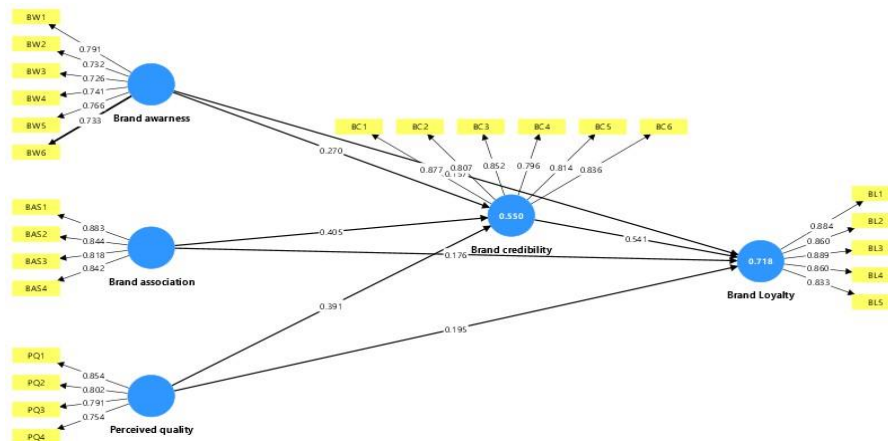 BW1
BW2
BW3
BW4
BW5
BW6
0.791
0.732
0.726
0.741
0.766
0.733
Brand awarness
BC1
BC2
BC3
BC4
BC5
BC6
0.877
0.807
0.852
0.796
0.814
0.836
0.270
0.550
Brand credibility
BAS1
BAS2
BAS3
BAS4
0.883
0.844
0.818
0.842
Brand association
0.405
0.176
0.541
BL1
BL2
BL3
BL4
BL5
0.884
0.860
0.889
0.860
0.833
0.718
Brand Loyalty
0.391
0.195
PQ1
PQ2
PQ3
PQ4
0.854
0.802
0.791
0.754
Perceived quality